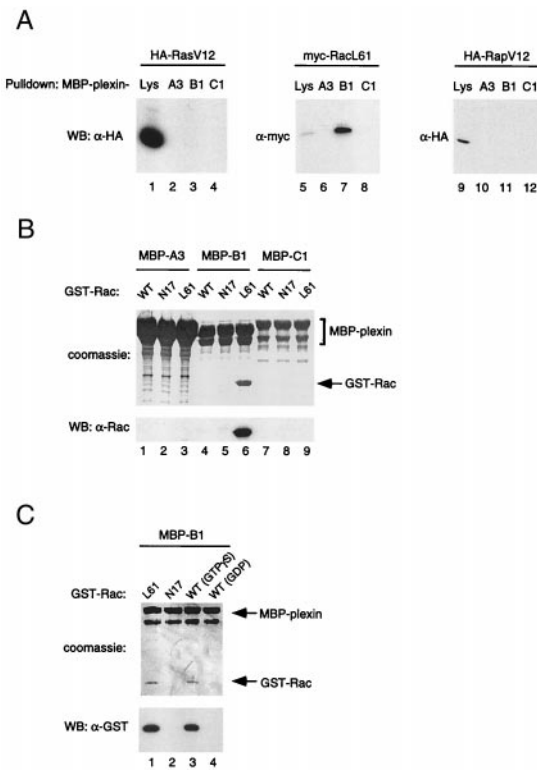 A
HA-RasV12 myc-RacL61 HA-RapV12
Pulldown: MBP-plexin- Lys A3 B1 C1 Lys A3 B1 C1 Lys A3 B1 C1
WB: α-HA α-myc α-HA
1 2 3 4 5 6 7 8 9 10 11 12
B
MBP-A3 MBP-B1 MBP-C1
GST-Rac: WT N17 L61 WT N17 L61 WT N17 L61
MBP-plexin
coomassie:
GST-Rac
WB: α-Rac
1 2 3 4 5 6 7 8 9
C
MBP-B1
GST-Rac: L61 N17 WT (GTPγS) WT (GDP)
MBP-plexin
coomassie:
GST-Rac
WB: α-GST
1 2 3 4